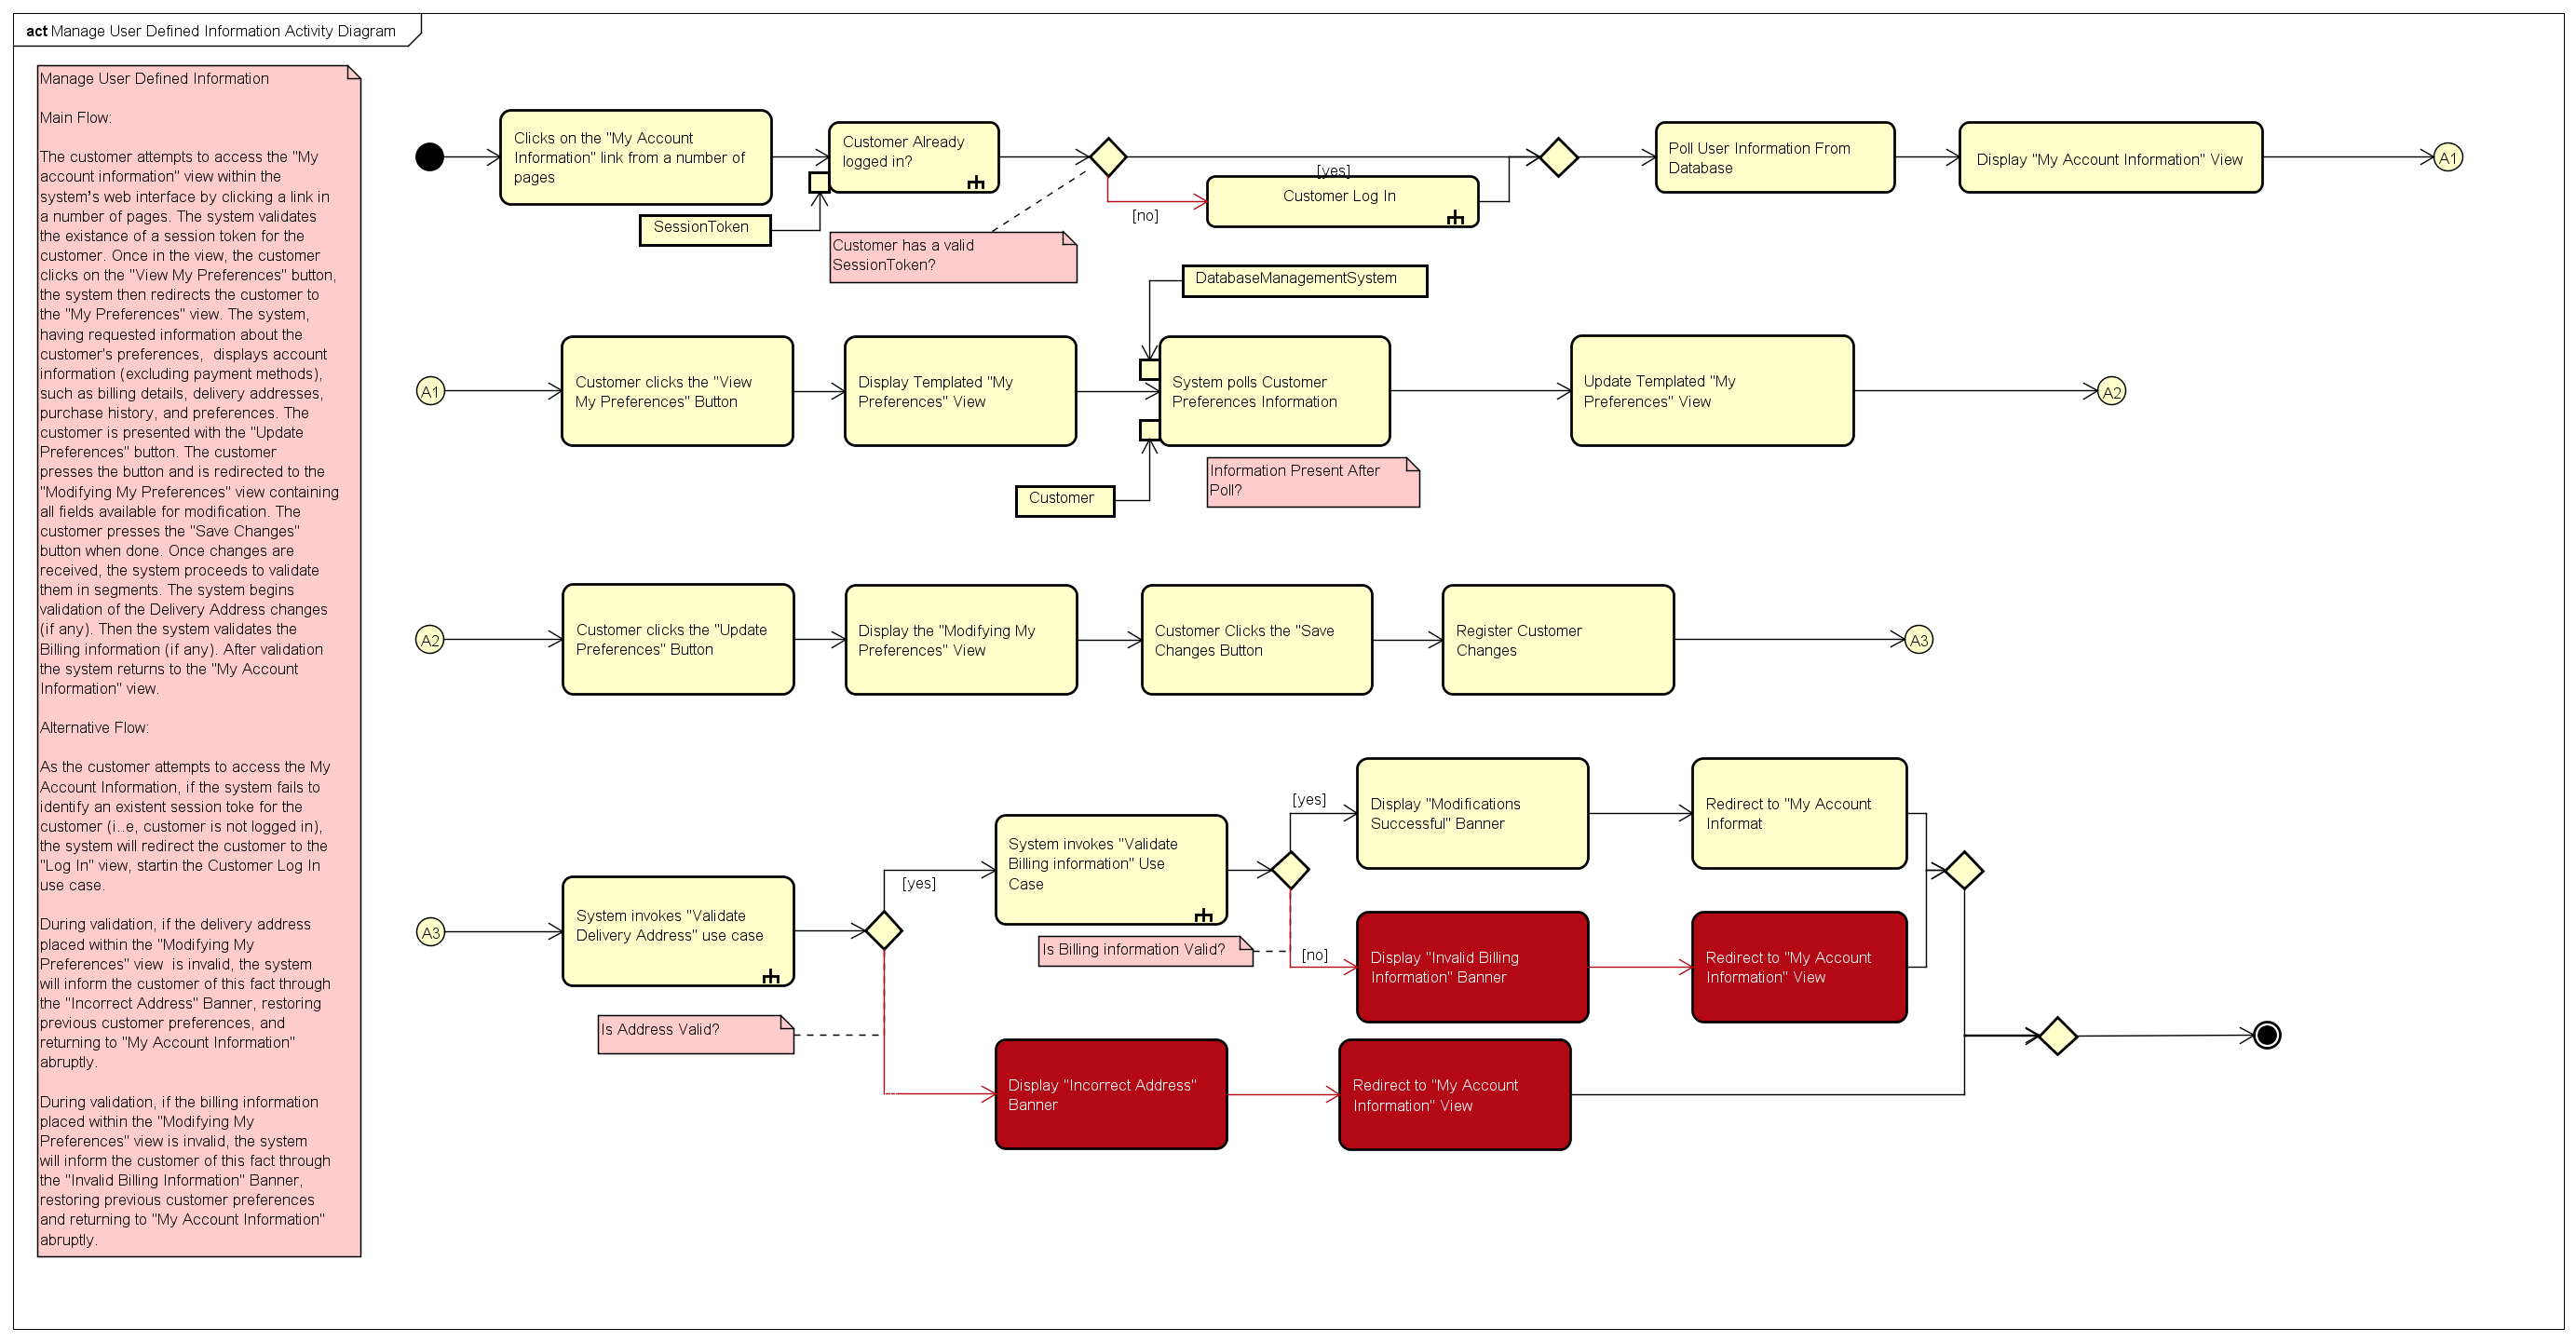 act Manage User Defined Information Activity Diagram
Manage User Defined Information
Main Flow:
The customer attempts to access the "My
account information" view within the
system's web interface by clicking a link in
a number of pages. The system validates
the existance of a session token for the
customer. Once in the view, the customer
clicks on the "View My Preferences" button,
the system then redirects the customer to
the "My Preferences" view. The system,
having requested information about the
customer's preferences,  displays account
information (excluding payment methods),
such as billing details, delivery addresses,
purchase history, and preferences. The
customer is presented with the "Update
Preferences" button. The customer
presses the button and is redirected to the
"Modifying My Preferences" view containing
all fields available for modification. The
customer presses the "Save Changes"
button when done. Once changes are
received, the system proceeds to validate
them in segments. The system begins
validation of the Delivery Address changes
(if any). Then the system validates the
Billing information (if any). After validation
the system returns to the "My Account
Information" view.
Alternative Flow:
As the customer attempts to access the My
Account Information, if the system fails to
identify an existent session toke for the
customer (i..e, customer is not logged in),
the system will redirect the customer to the
"Log In" view, startin the Customer Log In
use case.
During validation, if the delivery address
placed within the "Modifying My
Preferences" view  is invalid, the system
will inform the customer of this fact through
the "Incorrect Address" Banner, restoring
previous customer preferences, and
returning to "My Account Information"
abruptly.
During validation, if the billing information
placed within the "Modifying My
Preferences" view is invalid, the system
will inform the customer of this fact through
the "Invalid Billing Information" Banner,
restoring previous customer preferences
and returning to "My Account Information"
abruptly.
Clicks on the "My Account
Information" link from a number of
pages
SessionToken
Customer Already
logged in?
Customer has a valid
SessionToken?
[yes]
[no]
Customer Log In
Poll User Information From
Database
Display "My Account Information" View
A1
A1
Customer clicks the "View
My Preferences" Button
Display Templated "My
Preferences" View
DatabaseManagementSystem
Customer
System polls Customer
Preferences Information
Information Present After
Poll?
Update Templated "My
Preferences" View
A2
A2
Customer clicks the "Update
Preferences" Button
Display the "Modifying My
Preferences" View
Customer Clicks the "Save
Changes Button
Register Customer
Changes
A3
A3
System invokes "Validate
Delivery Address" use case
Is Address Valid?
[yes]
System invokes "Validate
Billing information" Use
Case
Is Billing information Valid?
[yes]
Display "Modifications
Successful" Banner
Redirect to "My Account
Informat
[no]
Display "Invalid Billing
Information" Banner
Redirect to "My Account
Information" View
Display "Incorrect Address"
Banner
Redirect to "My Account
Information" View